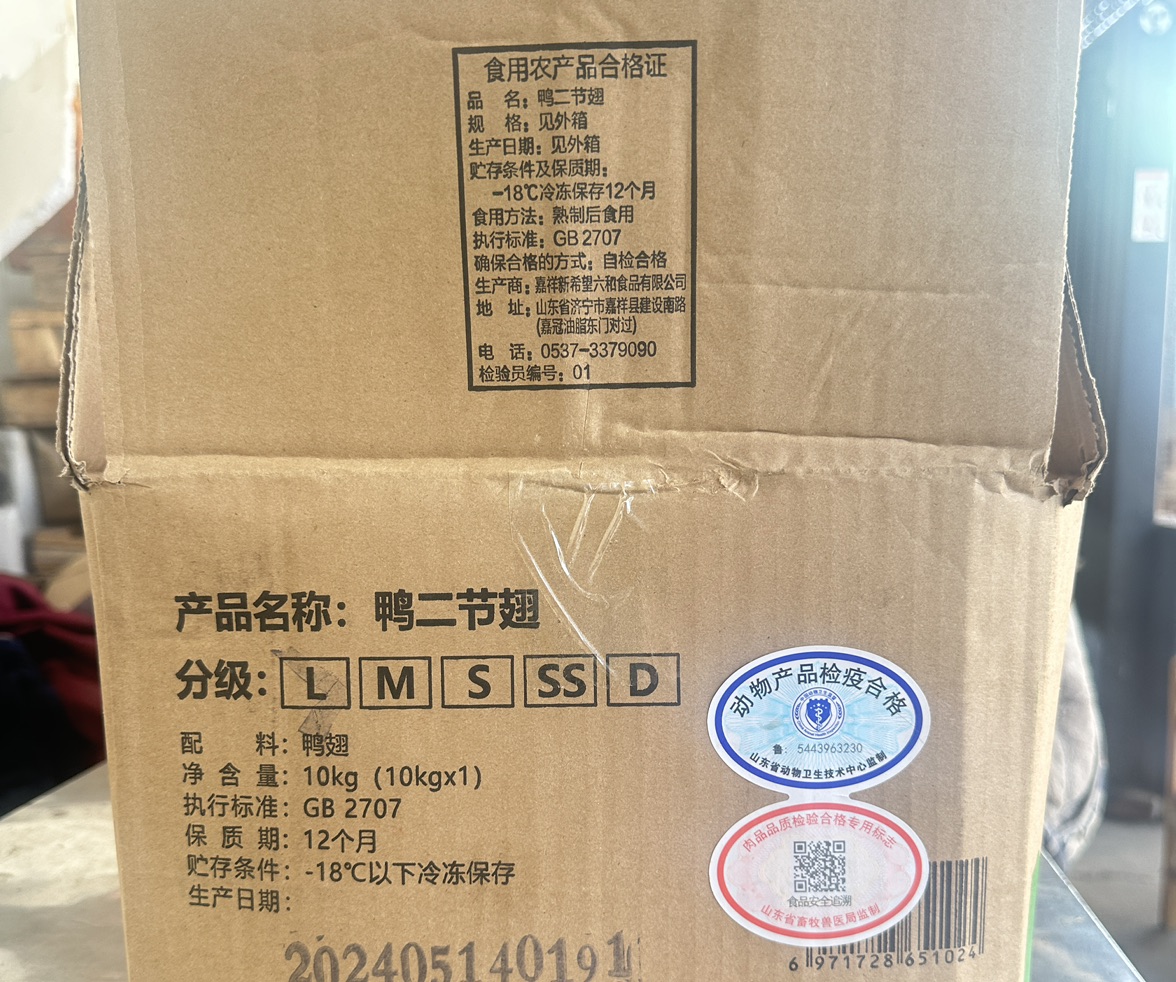 食用农产品合格证
品 名：鸭二节翅
规 格：见外箱
生产日期：见外箱
贮存条件及保质期：
-18℃冷冻保存12个月
食用方法：熟制后食用
执行标准：GB 2707
确保合格的方式：自检合格
生产商：嘉祥新希望六和食品有限公司
地 址：山东省济宁市嘉祥县建设南路
(嘉冠油脂东门对过)
电 话：0537-3379090
检验员编号：01
产品名称：鸭二节翅
分级：L M S SS D
配 料：鸭翅
净含量：10kg (10kgx1)
执行标准：GB 2707
保质期：12个月
贮存条件：-18℃以下冷冻保存
生产日期：
202405140191
动物产品检疫合格
鲁：5443963230
山东省动物卫生技术中心监制
肉品品质检验合格专用标志
食品安全追溯
山东省畜牧兽医局监制
6 971728 651024